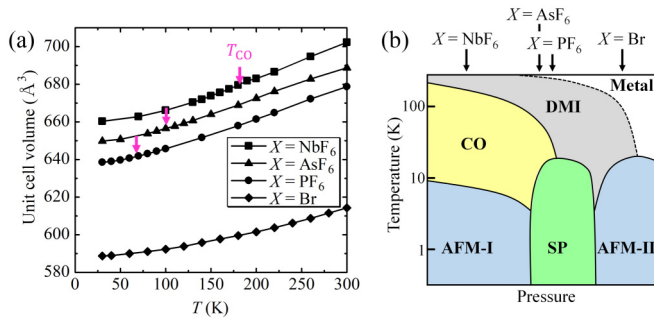 (a)
T_CO
Unit cell volume (Å³)
700
680
660
640
620
600
580
0
50
100
150
200
250
300
T (K)
X = NbF₆
X = AsF₆
X = PF₆
X = Br
(b)
X = AsF₆
X = NbF₆
X = PF₆
X = Br
Metal
DMI
CO
AFM-I
SP
AFM-II
Temperature (K)
100
10
1
Pressure